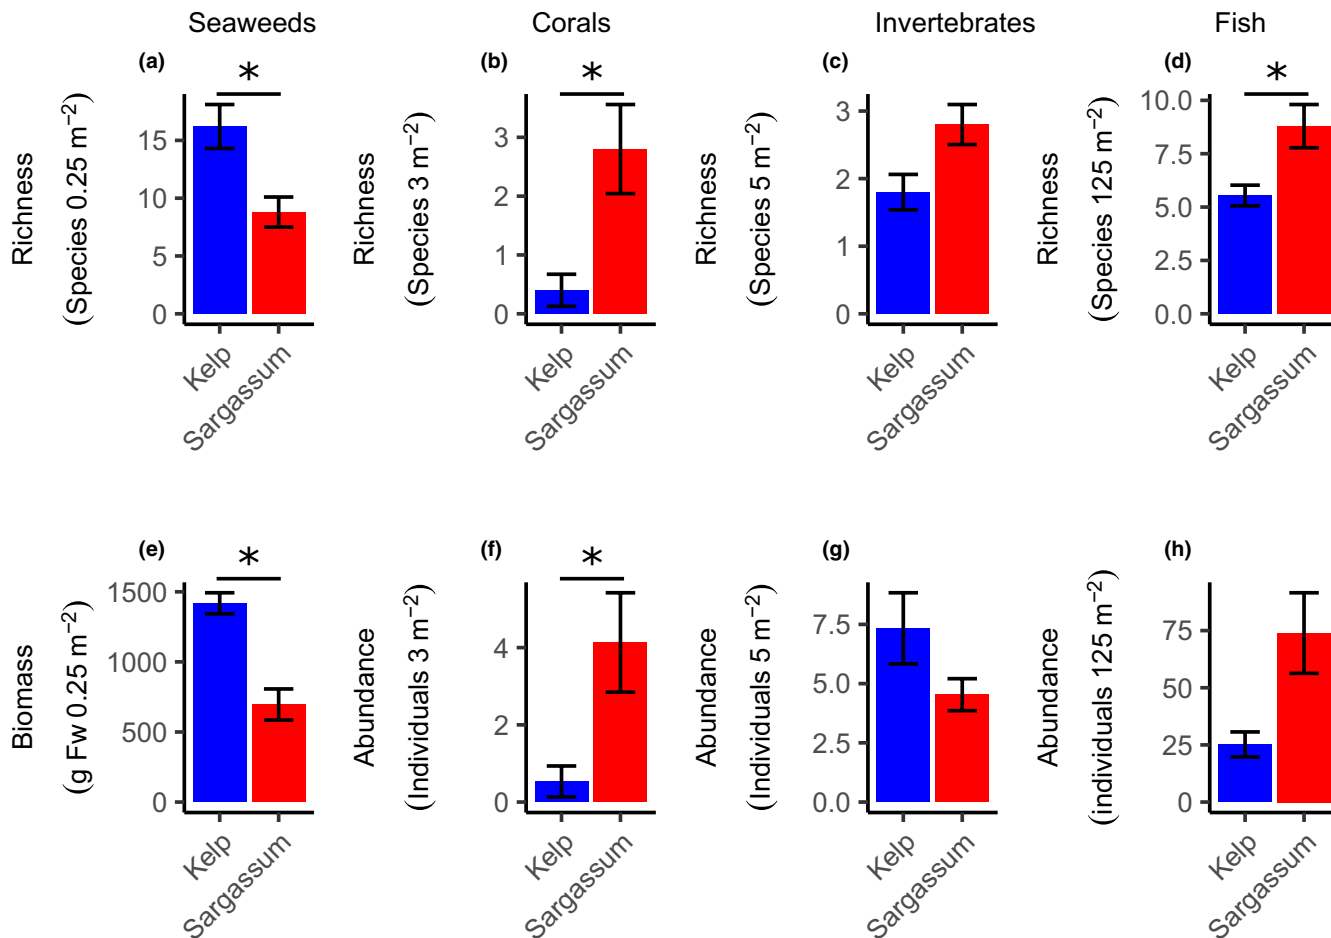 Seaweeds
Corals
Invertebrates
Fish
(a)
*
Richness
(Species 0.25 m−2)
15
10
5
0
Kelp
Sargassum
(b)
*
Richness
(Species 3 m−2)
3
2
1
0
Kelp
Sargassum
(c)
Richness
(Species 5 m−2)
3
2
1
0
Kelp
Sargassum
(d)
*
Richness
(Species 125 m−2)
10.0
7.5
5.0
2.5
0.0
Kelp
Sargassum
(e)
*
Biomass
(g Fw 0.25 m−2)
1500
1000
500
0
Kelp
Sargassum
(f)
*
Abundance
(Individuals 3 m−2)
4
2
0
Kelp
Sargassum
(g)
Abundance
(Individuals 5 m−2)
7.5
5.0
2.5
0.0
Kelp
Sargassum
(h)
Abundance
(individuals 125 m−2)
75
50
25
0
Kelp
Sargassum